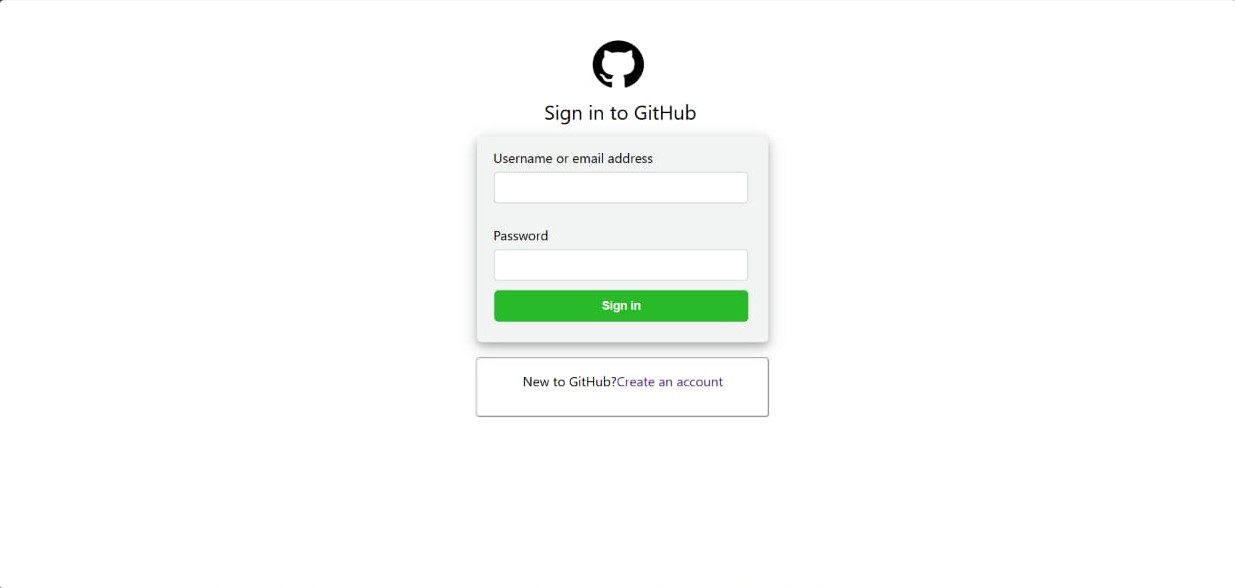 Sign in to GitHub
Username or email address
Password
Sign in
New to GitHub?Create an account